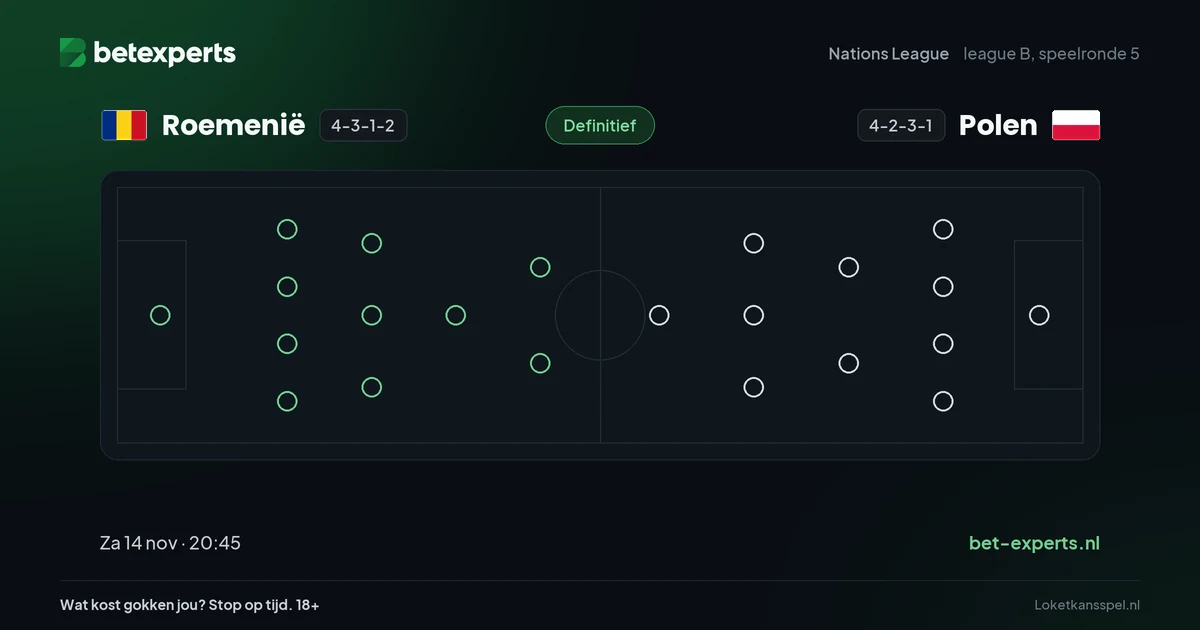 betexperts
Nations League league B, speelronde 5
Roemenië 4-3-1-2 Definitief 4-2-3-1 Polen
Za 14 nov · 20:45 bet-experts.nl
Wat kost gokken jou? Stop op tijd. 18+ Loketkansspel.nl